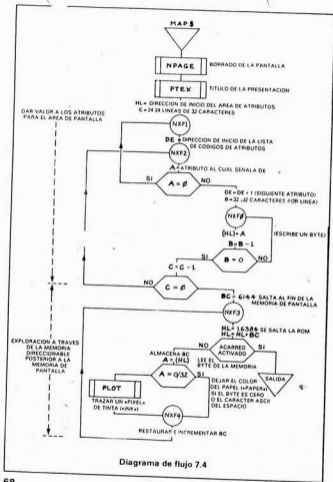 MAP$
NPAGE
BORRADO DE LA PANTALLA
PTEX
TITULO DE LA PRESENTACION
HL= DIRECCION DE INICIO DEL AREA DE ATRIBUTOS.
C=24 24 LINEAS DE 32 CARACTERES
DAR VALOR A LOS ATRIBUTOS
PARA EL AREA DE PANTALLA
NXF1
DE= DIRECCION DE INICIO DE LA LISTA
DE CODIGOS DE ATRIBUTOS
NXF2
A= ATRIBUTO AL CUAL SEÑALA DE
SI
A = Ø
NO
DE= DE + 1 (SIGUIENTE ATRIBUTO)
B=32 (32 CARACTERES POR LINEA)
NXFØ
(HL)= A
(ESCRIBE UN BYTE)
B= B - 1
SI
B = 0
NO
C= C - 1
NO
C = Ø
SI
BC= 6144 SALTA AL FIN DE LA
MEMORIA DE PANTALLA
NXF3
HL= 16384 SE SALTA LA ROM
HL= HL+BC
EXPLORACION A TRAVES
DE LA MEMORIA
DIRECCIONABLE
POSTERIOR A LA
MEMORIA DE
PANTALLA
NO
ACARREO
ACTIVADO
SI
ALMACENA BC
A= (HL)
LEE EL
BYTE DE LA MEMORIA
A = 0/32
SI
NO
SALIDA
PLOT
DEJAR EL COLOR
DEL PAPEL («PAPER»)
SI EL BYTE ES CERO
O EL CARACTER ASCII
DEL ESPACIO
TRAZAR UN «PIXEL»
DE TINTA («INK»)
NXF4
RESTAURAR E INCREMENTAR BC
Diagrama de flujo 7.4
68